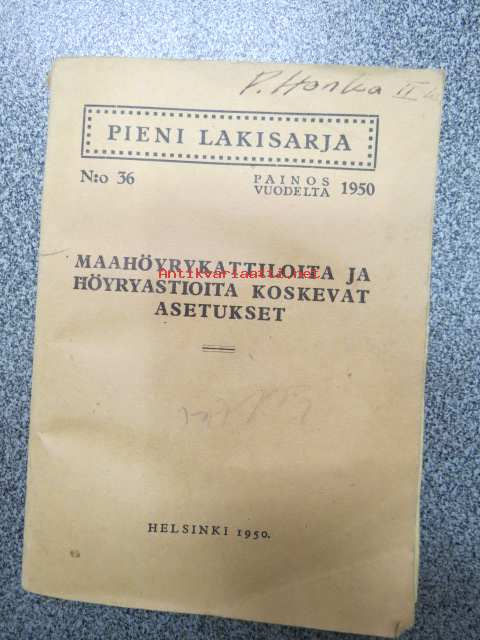 P. Honka II
PIENI LAKISARJA
N:o 36
PAINOS
VUODELTA 1950
MAAHÖYRYKATTILOITA JA
Antikvariaatti.net
HÖYRYASTIOITA KOSKEVAT
ASETUKSET
HELSINKI 1950.